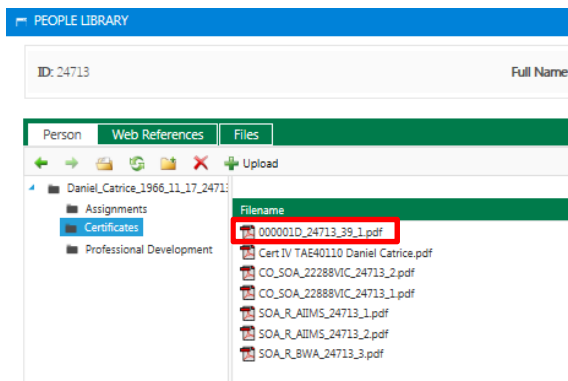 PEOPLE LIBRARY
ID: 24713 Full Name
Person Web References Files
Upload
Daniel_Catrice_1966_11_17_2471
Assignments
Certificates
Professional Development
Filename
000001D_24713_39_1.pdf
Cert IV TAE40110 Daniel Catrice.pdf
CO_SOA_22288VIC_24713_2.pdf
CO_SOA_22888VIC_24713_1.pdf
SOA_R_AIIMS_24713_1.pdf
SOA_R_AIIMS_24713_2.pdf
SOA_R_BWA_24713_3.pdf